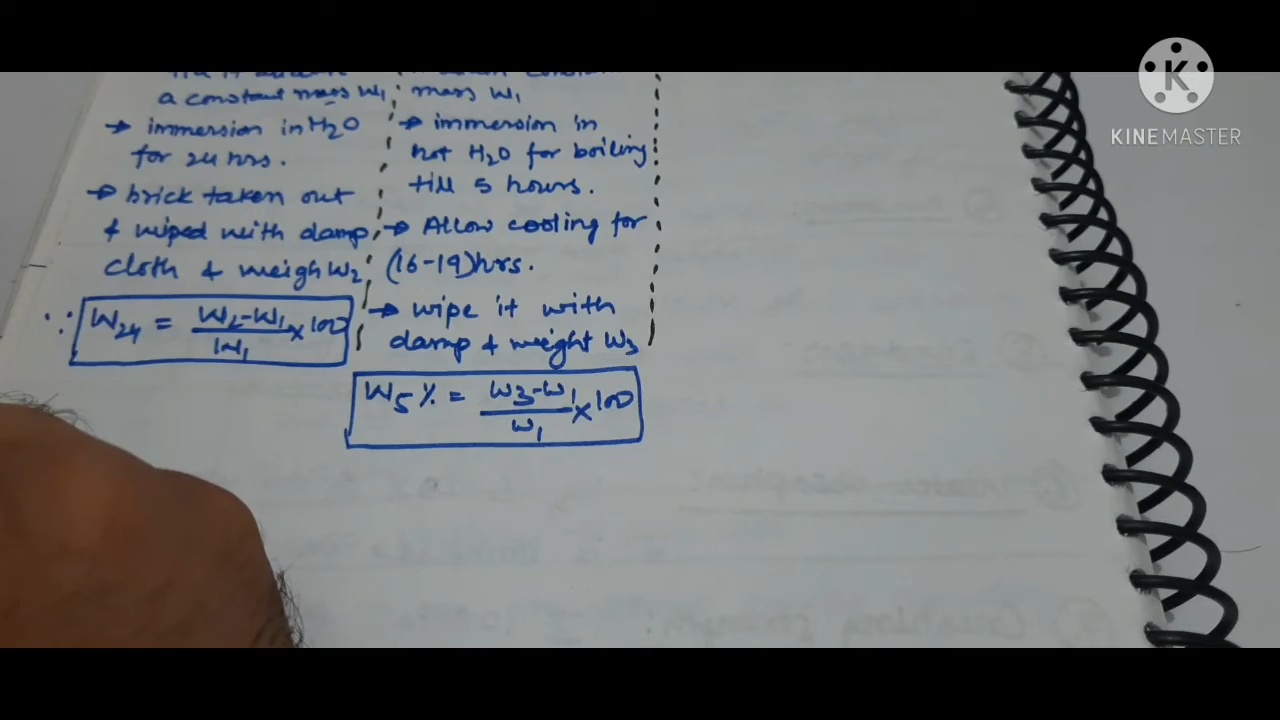 a constant mass W1
→ immersion in H2O
for 24 hrs.
→ brick taken out
& wiped with damp
cloth & weigh W2
∵ W24 = W2-W1/W1 × 100
mass W1
→ immersion in
hot H2O for boiling
till 5 hours.
→ Allow cooling for
(16-19)hrs.
→ wipe it with
damp & weight W3
W5 % = W3-W1/W1 × 100
K
KINEMASTER